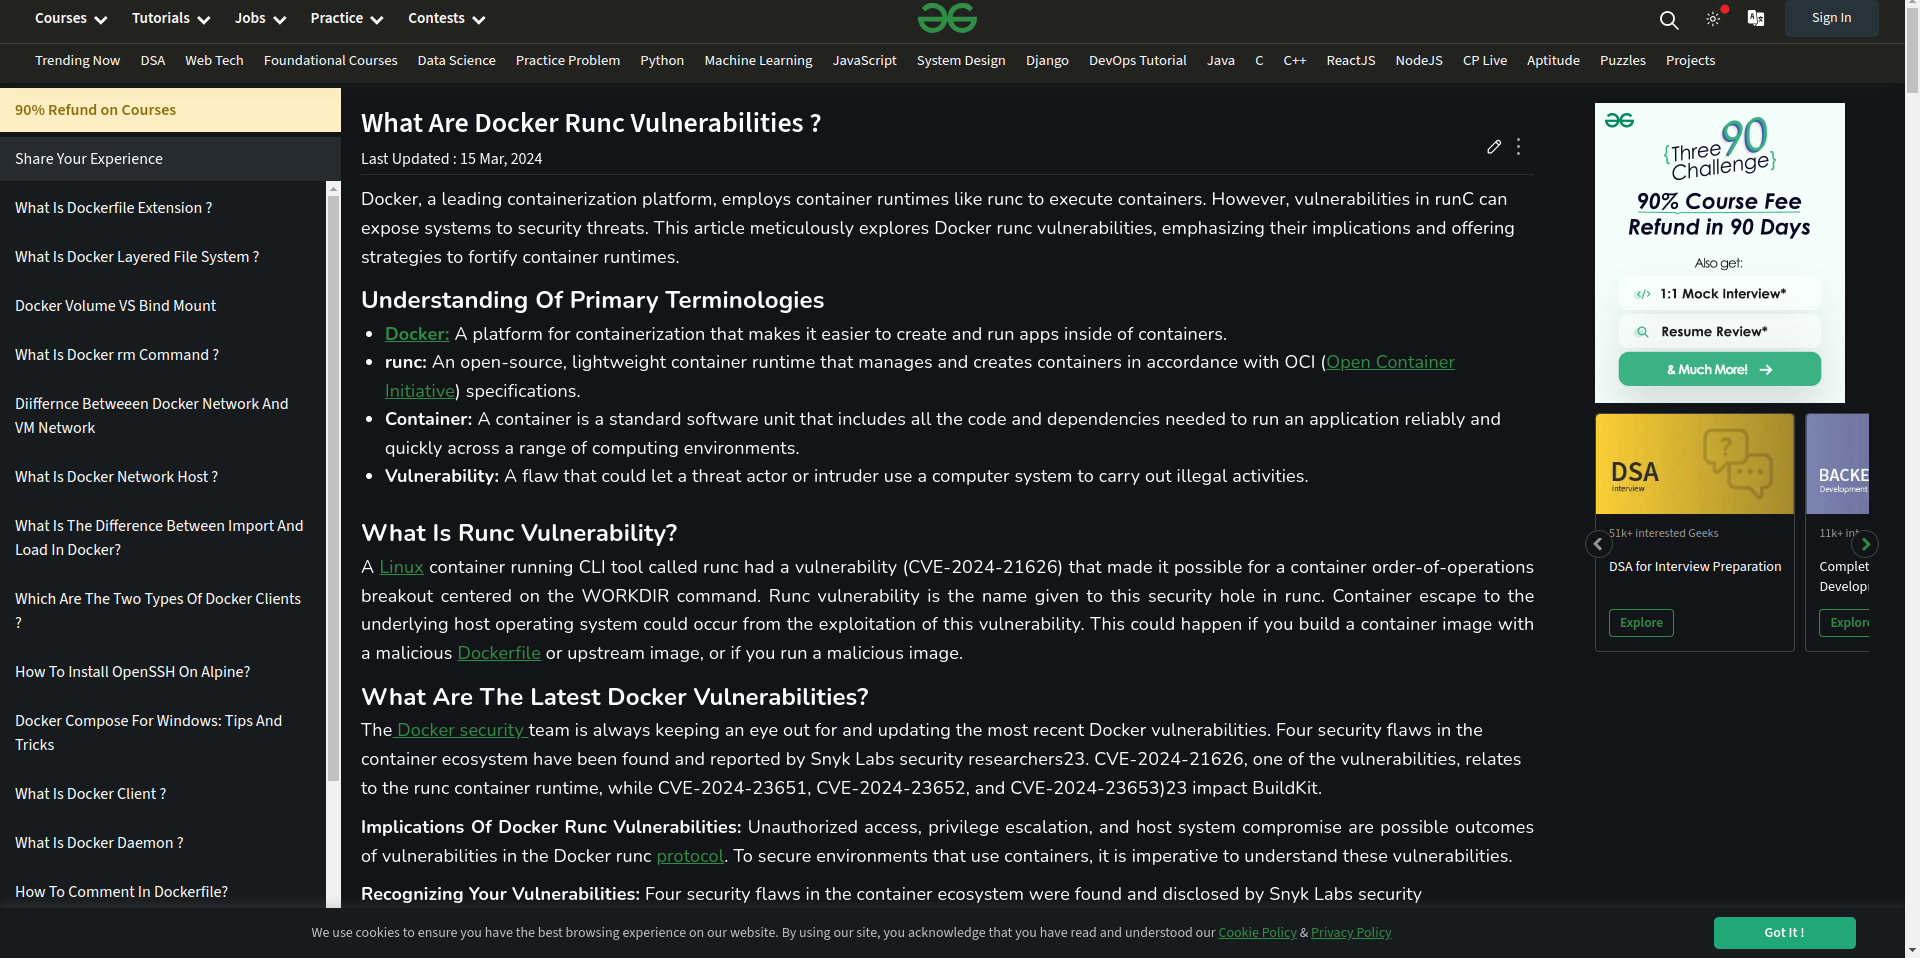 Courses
Tutorials
Jobs
Practice
Contests
Sign In
Trending Now
DSA
Web Tech
Foundational Courses
Data Science
Practice Problem
Python
Machine Learning
JavaScript
System Design
Django
DevOps Tutorial
Java
C
C++
ReactJS
NodeJS
CP Live
Aptitude
Puzzles
Projects
90% Refund on Courses
Share Your Experience
What Is Dockerfile Extension ?
What Is Docker Layered File System ?
Docker Volume VS Bind Mount
What Is Docker rm Command ?
Diiffernce Betweeen Docker Network And
VM Network
What Is Docker Network Host ?
What Is The Difference Between Import And
Load In Docker?
Which Are The Two Types Of Docker Clients
?
How To Install OpenSSH On Alpine?
Docker Compose For Windows: Tips And
Tricks
What Is Docker Client ?
What Is Docker Daemon ?
How To Comment In Dockerfile?
What Are Docker Runc Vulnerabilities ?
Last Updated : 15 Mar, 2024
Docker, a leading containerization platform, employs container runtimes like runc to execute containers. However, vulnerabilities in runC can
expose systems to security threats. This article meticulously explores Docker runc vulnerabilities, emphasizing their implications and offering
strategies to fortify container runtimes.
Understanding Of Primary Terminologies
• Docker: A platform for containerization that makes it easier to create and run apps inside of containers.
• runc: An open-source, lightweight container runtime that manages and creates containers in accordance with OCI (Open Container
Initiative) specifications.
• Container: A container is a standard software unit that includes all the code and dependencies needed to run an application reliably and
quickly across a range of computing environments.
• Vulnerability: A flaw that could let a threat actor or intruder use a computer system to carry out illegal activities.
What Is Runc Vulnerability?
A Linux container running CLI tool called runc had a vulnerability (CVE-2024-21626) that made it possible for a container order-of-operations
breakout centered on the WORKDIR command. Runc vulnerability is the name given to this security hole in runc. Container escape to the
underlying host operating system could occur from the exploitation of this vulnerability. This could happen if you build a container image with
a malicious Dockerfile or upstream image, or if you run a malicious image.
What Are The Latest Docker Vulnerabilities?
The Docker security team is always keeping an eye out for and updating the most recent Docker vulnerabilities. Four security flaws in the
container ecosystem have been found and reported by Snyk Labs security researchers23. CVE-2024-21626, one of the vulnerabilities, relates
to the runc container runtime, while CVE-2024-23651, CVE-2024-23652, and CVE-2024-23653)23 impact BuildKit.
Implications Of Docker Runc Vulnerabilities: Unauthorized access, privilege escalation, and host system compromise are possible outcomes
of vulnerabilities in the Docker runc protocol. To secure environments that use containers, it is imperative to understand these vulnerabilities.
Recognizing Your Vulnerabilities: Four security flaws in the container ecosystem were found and disclosed by Snyk Labs security
{Three 90
Challenge}
90% Course Fee
Refund in 90 Days
Also get:
</> 1:1 Mock Interview*
Resume Review*
& Much More! →
DSA
Interview
51k+ interested Geeks
DSA for Interview Preparation
Explore
BACKE
Development
11k+ int
Complet
Develop
Explore
We use cookies to ensure you have the best browsing experience on our website. By using our site, you acknowledge that you have read and understood our Cookie Policy & Privacy Policy
Got It !